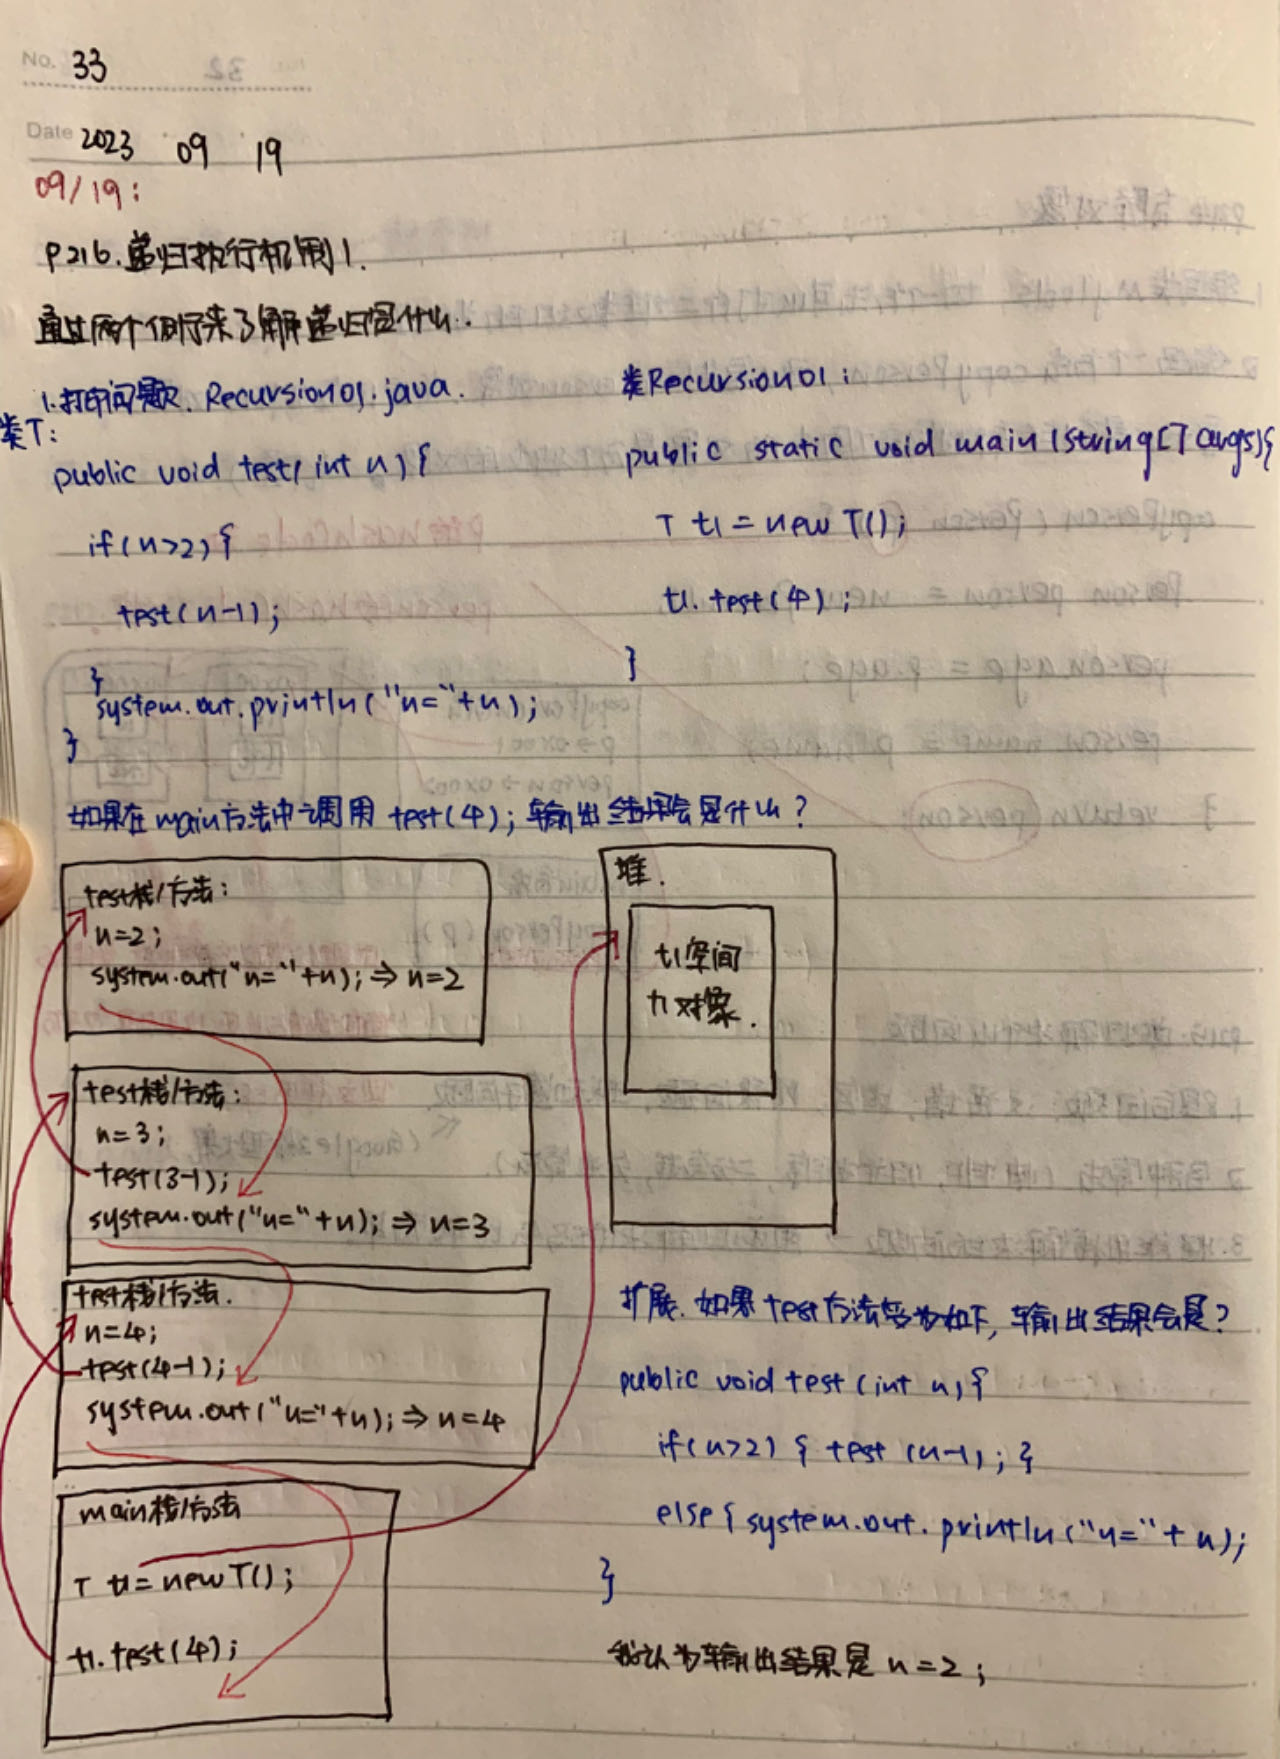 No. 33
Date 2023 09 19
09/19:
P216.递归执行机制1.
通过两个例子来了解递归是什么.
1.打印问题. Recursion01.java.
类T:
public void test(int n){
if(n>2){
test(n-1);
}
system.out.println("n="+n);
}
类Recursion01:
public static void main(String[] args){
T t1=new T();
t1.test(4);
}
如果在main方法中调用 test(4); 输出结果会是什么?
test栈/方法:
n=2;
system.out("n="+n);⇒n=2
test栈/方法:
n=3;
test(3-1);
system.out("n="+n);⇒n=3
test栈/方法.
n=4;
test(4-1);
system.out("n="+n);⇒n=4
main栈/方法
T t1=new T();
t1.test(4);
堆.
t1空间
t1对象.
扩展.如果test方法改为如下,输出结果会是?
public void test(int n){
if(n>2){ test(n-1);}
else{system.out.println("n="+n);
}
我认为输出结果是 n=2;